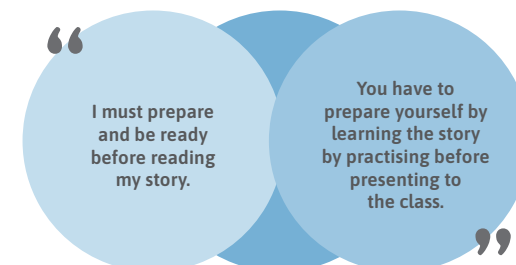 “
I must prepare
and be ready
before reading
my story.
You have to
prepare yourself by
learning the story
by practising before
presenting to
the class.
”